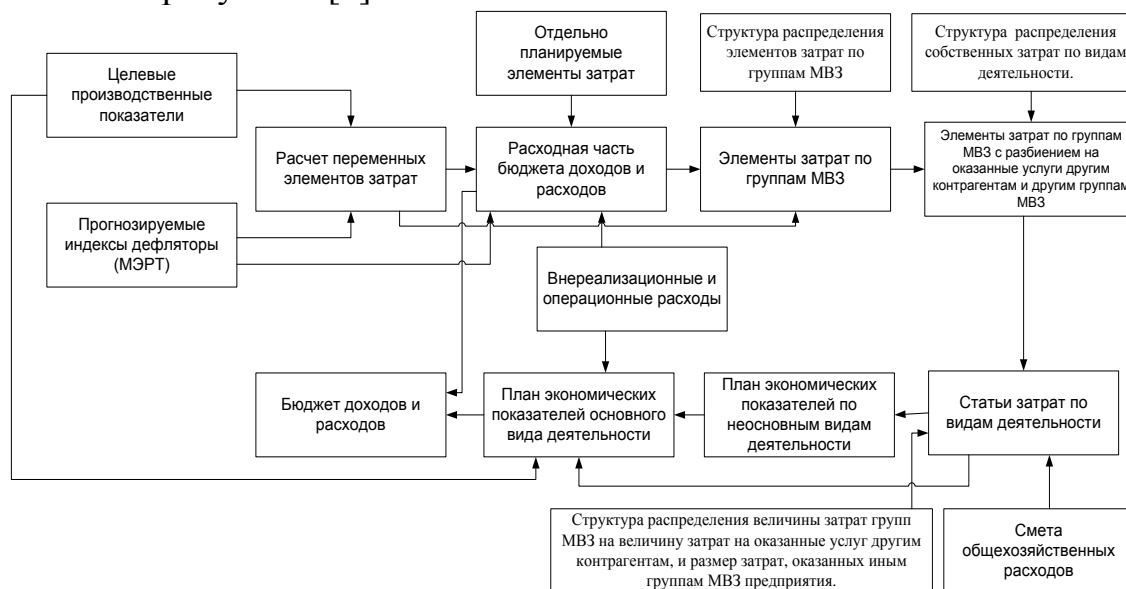 Отдельно
планируемые
элементы затрат
Структура распределения
элементов затрат по
группам МВЗ
Структура распределения
собственных затрат по видам
деятельности.
Целевые
производственные
показатели
Расчет переменных
элементов затрат
Расходная часть
бюджета доходов и
расходов
Элементы затрат по
группам МВЗ
Элементы затрат по группам
МВЗ с разбиением на
оказанные услуги другим
контрагентам и другим группам
МВЗ
Прогнозируемые
индексы дефляторы
(МЭРТ)
Внереализационные и
операционные расходы
Бюджет доходов и
расходов
План экономических
показателей основного
вида деятельности
План экономических
показателей по
неосновным видам
деятельности
Статьи затрат по
видам деятельности
Структура распределения величины затрат групп
МВЗ на величину затрат на оказанные услуг другим
контрагентам, и размер затрат, оказанных иным
группам МВЗ предприятия.
Смета
общехозяйственных
расходов